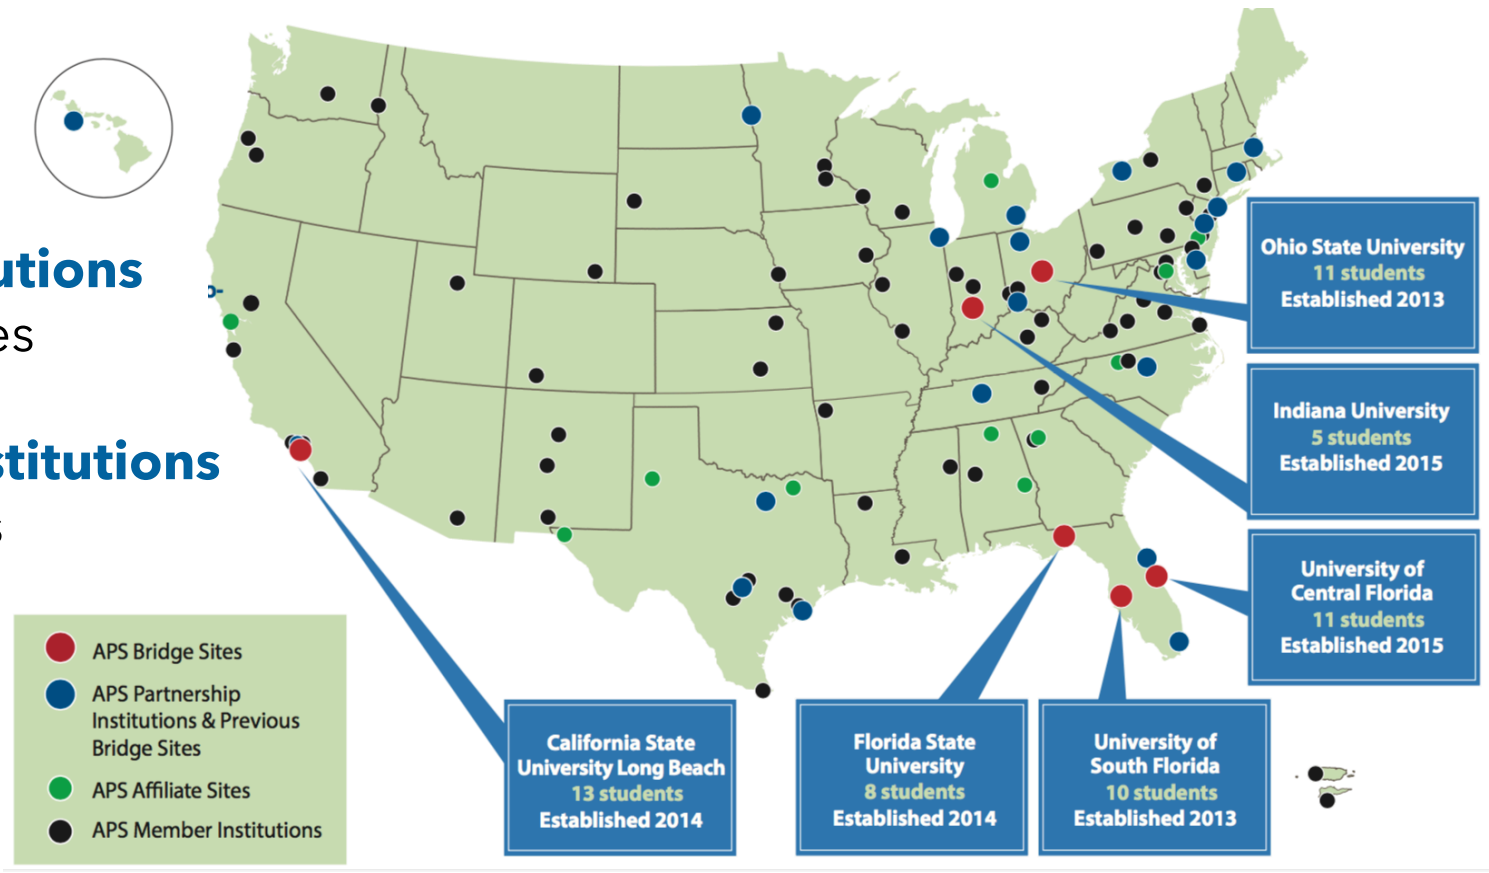 utions
es
o-
stitutions
s
APS Bridge Sites
APS Partnership
Institutions & Previous
Bridge Sites
APS Affiliate Sites
APS Member Institutions
Ohio State University
11 students
Established 2013
Indiana University
5 students
Established 2015
University of
Central Florida
11 students
Established 2015
California State
University Long Beach
13 students
Established 2014
Florida State
University
8 students
Established 2014
University of
South Florida
10 students
Established 2013